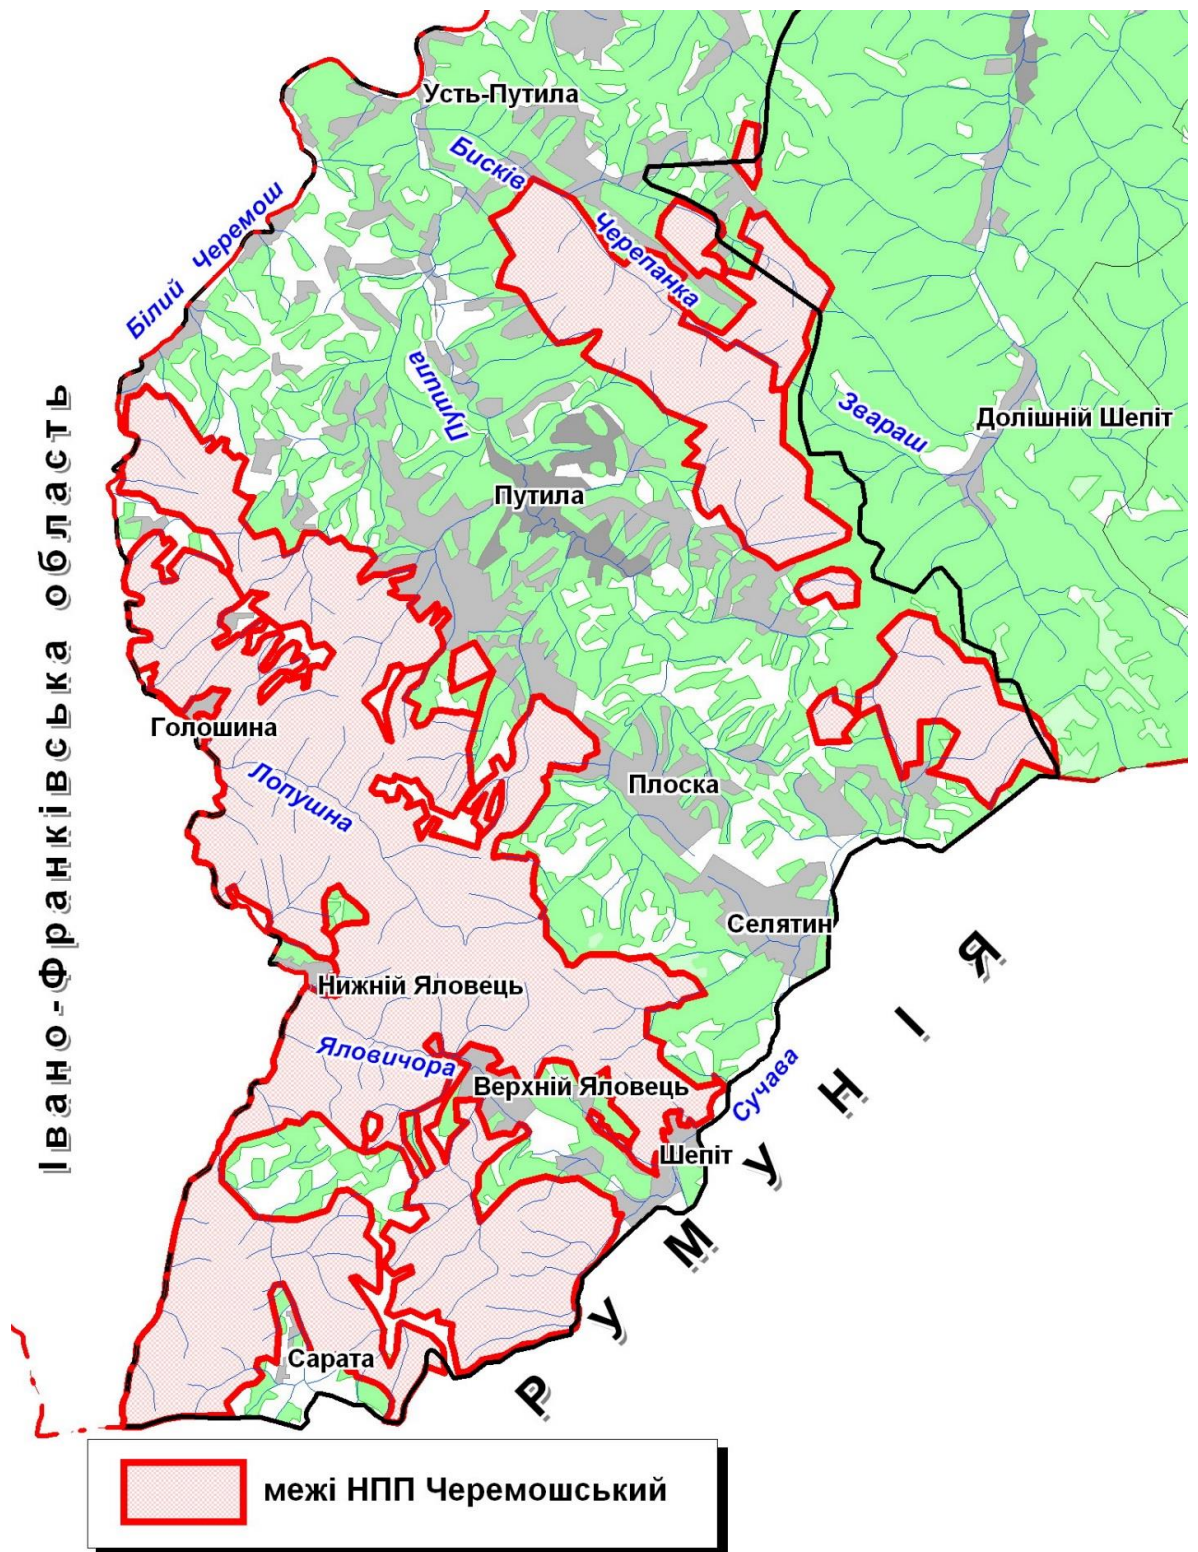 Усть-Путила
Бисків
Білий Черемош
Черепанка
Путила
Звараш
Долішній Шепіт
Путила
Івано-Франківська область
Голошина
Лопушна
Плоска
Селятин
Нижній Яловець
Яловичора
Верхній Яловець
Сучава
Шепіт
РУМУНІЯ
Сарата
межі НПП Черемошський